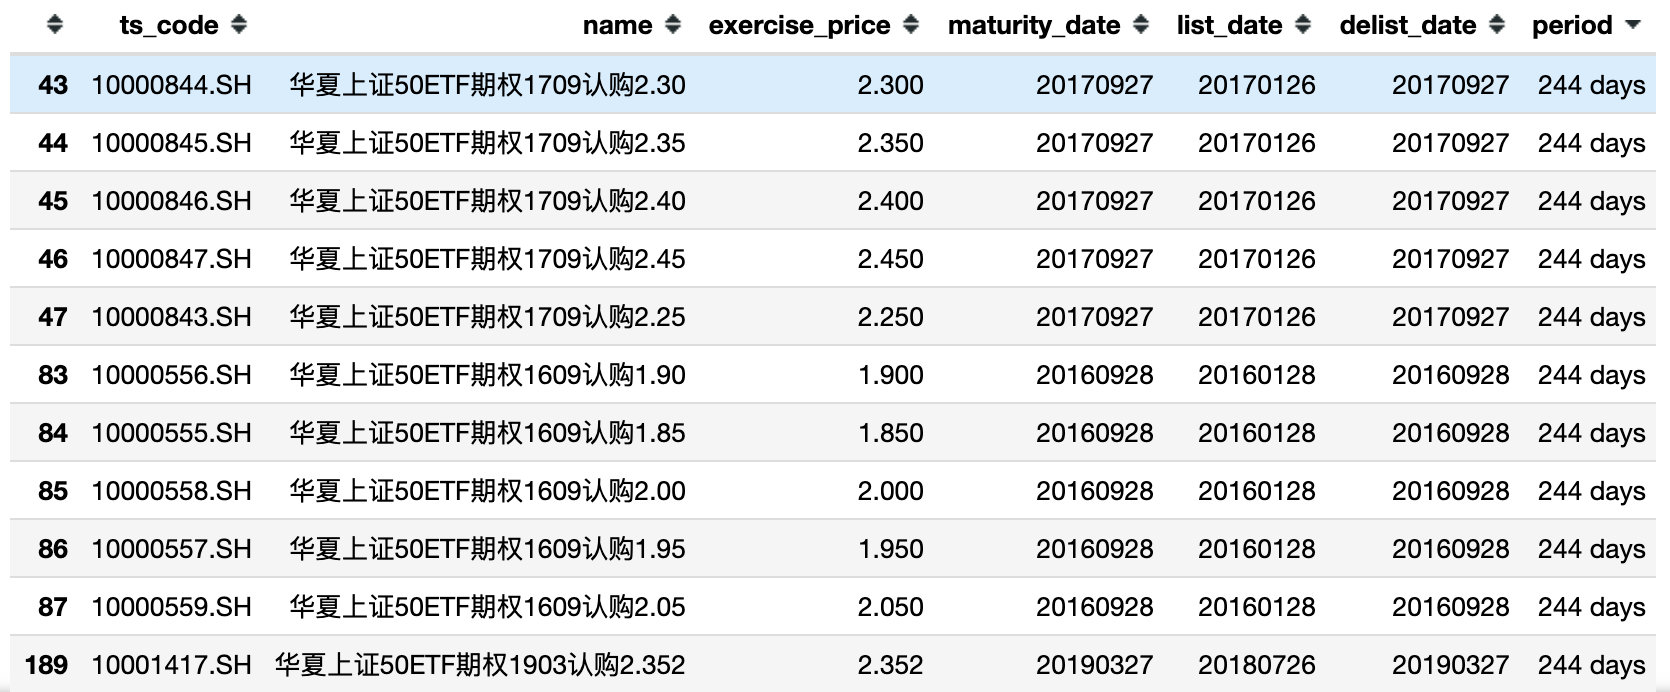 ts_code name exercise_price maturity_date list_date delist_date period
43 10000844.SH 华夏上证50ETF期权1709认购2.30 2.300 20170927 20170126 20170927 244 days
44 10000845.SH 华夏上证50ETF期权1709认购2.35 2.350 20170927 20170126 20170927 244 days
45 10000846.SH 华夏上证50ETF期权1709认购2.40 2.400 20170927 20170126 20170927 244 days
46 10000847.SH 华夏上证50ETF期权1709认购2.45 2.450 20170927 20170126 20170927 244 days
47 10000843.SH 华夏上证50ETF期权1709认购2.25 2.250 20170927 20170126 20170927 244 days
83 10000556.SH 华夏上证50ETF期权1609认购1.90 1.900 20160928 20160128 20160928 244 days
84 10000555.SH 华夏上证50ETF期权1609认购1.85 1.850 20160928 20160128 20160928 244 days
85 10000558.SH 华夏上证50ETF期权1609认购2.00 2.000 20160928 20160128 20160928 244 days
86 10000557.SH 华夏上证50ETF期权1609认购1.95 1.950 20160928 20160128 20160928 244 days
87 10000559.SH 华夏上证50ETF期权1609认购2.05 2.050 20160928 20160128 20160928 244 days
189 10001417.SH 华夏上证50ETF期权1903认购2.352 2.352 20190327 20180726 20190327 244 days